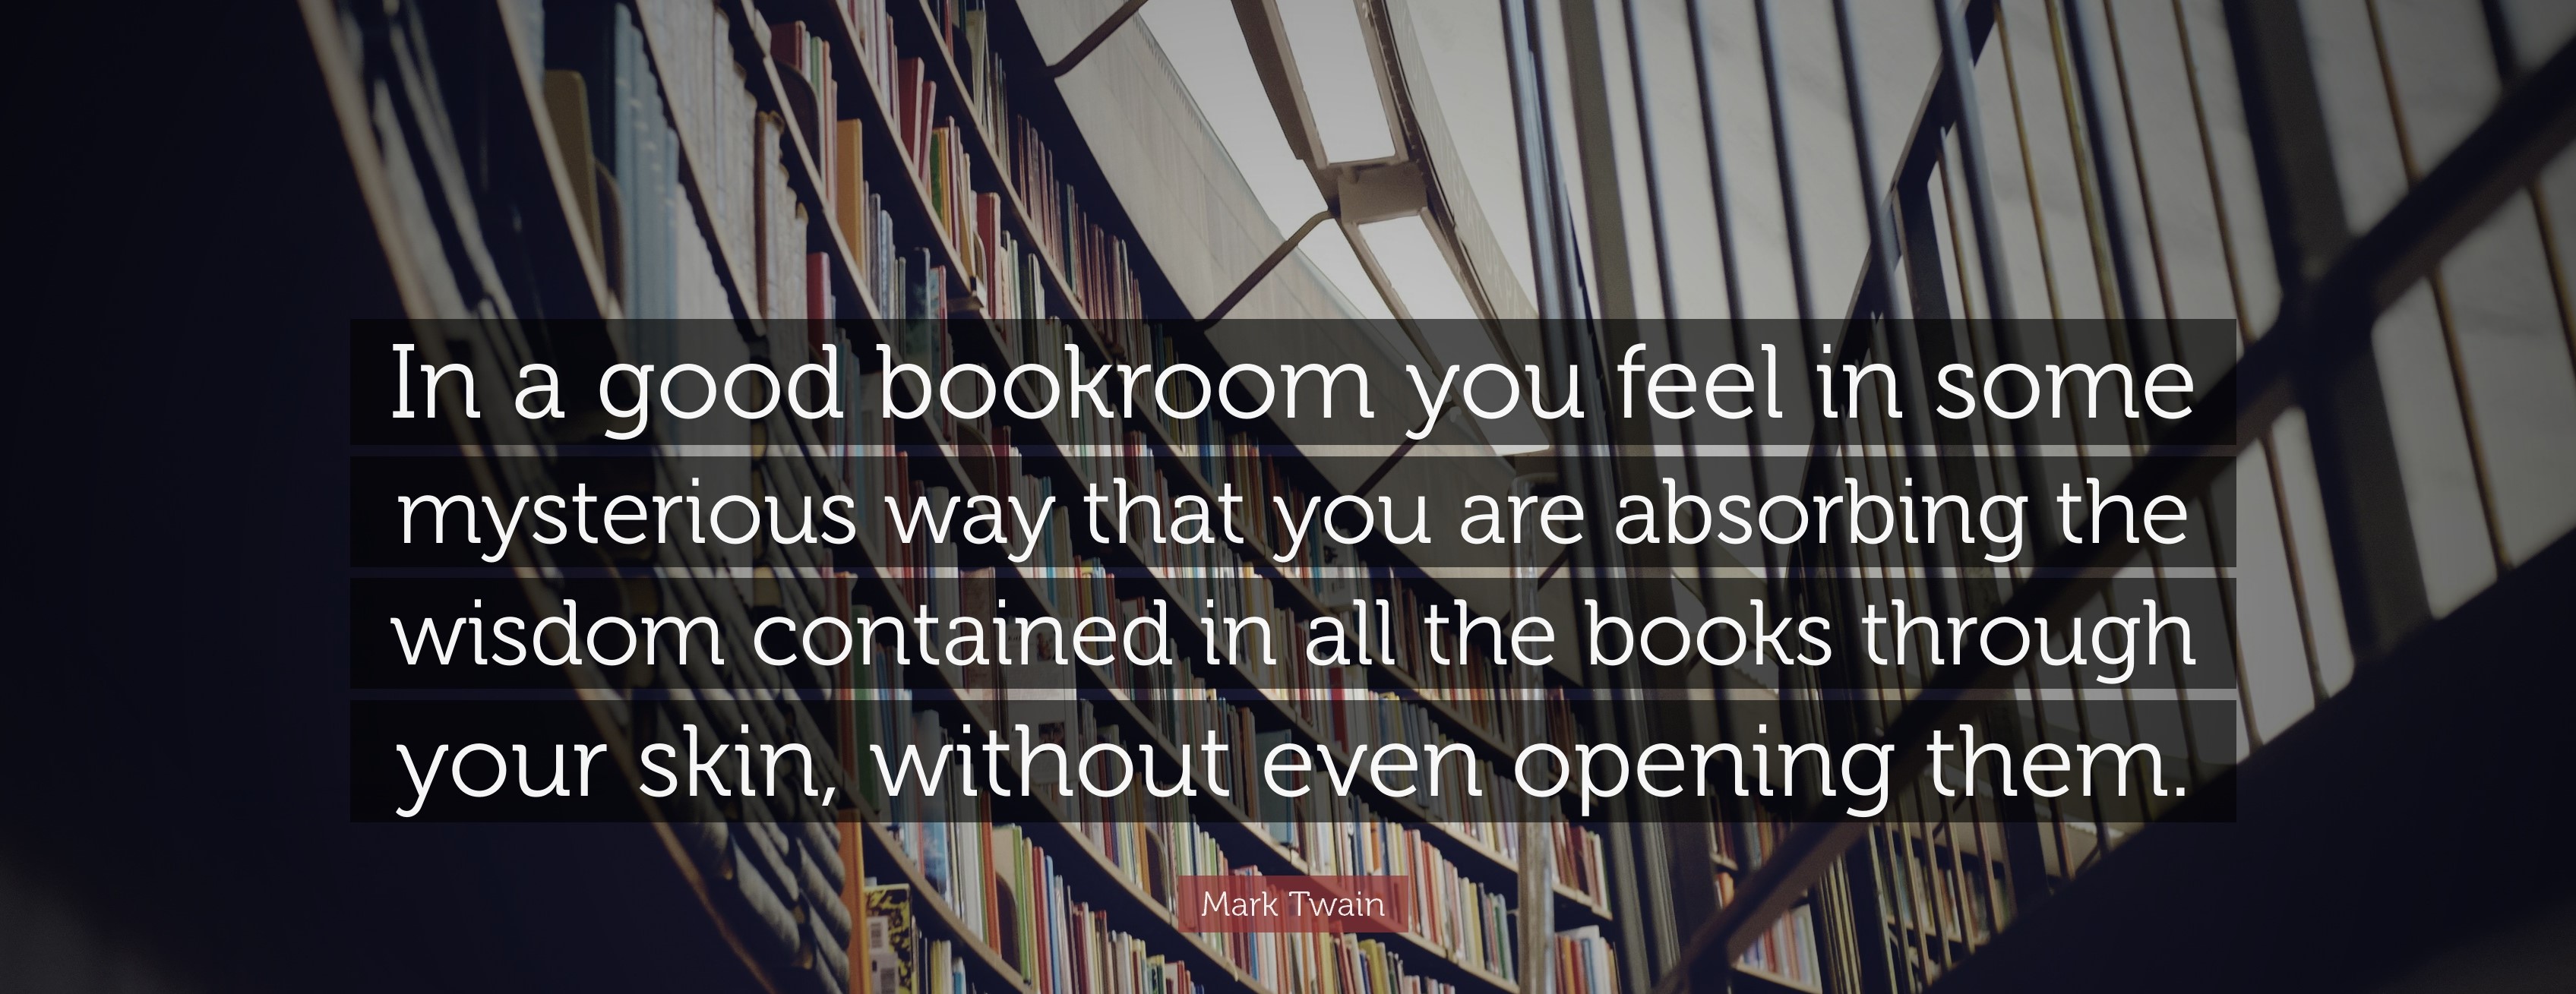 In a good bookroom you feel in some
mysterious way that you are absorbing the
wisdom contained in all the books through
your skin, without even opening them.
Mark Twain